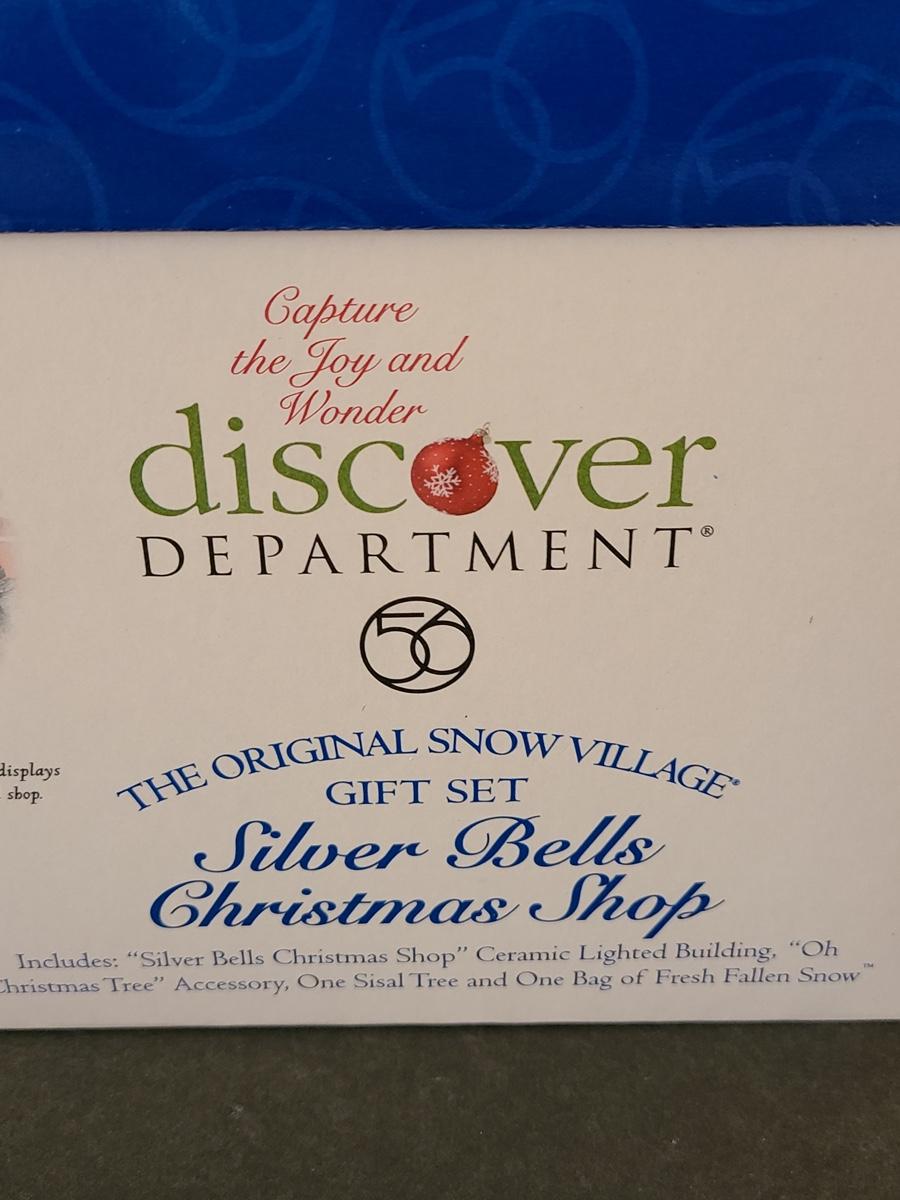 Capture
the Joy and
Wonder
discover
DEPARTMENT®
56
displays
shop.
THE ORIGINAL SNOW VILLAGE®
GIFT SET
Silver Bells
Christmas Shop
Includes: “Silver Bells Christmas Shop” Ceramic Lighted Building, “Oh
Christmas Tree” Accessory, One Sisal Tree and One Bag of Fresh Fallen Snow™